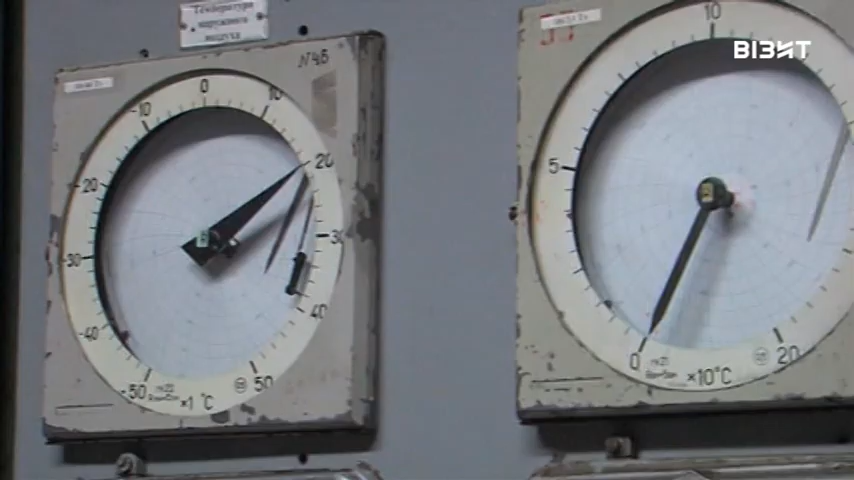 Температура
наружного
воздуха
N45
ВІЗИТ
-10 0 10
-20 20
-30 30
-40 40
-50 50
×1 °C
10
5
0 20
×10°C